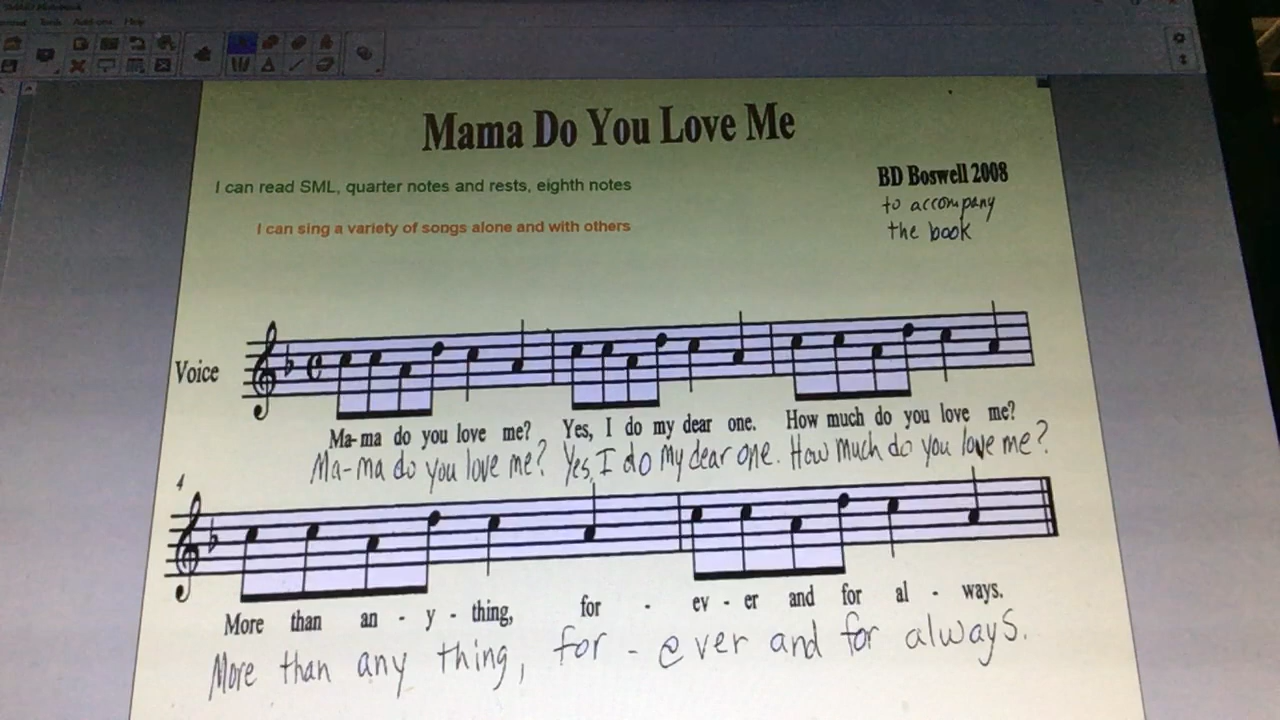 Help
Mama Do You Love Me
I can read SML, quarter notes and rests, eighth notes
BD Boswell 2008
to accompany
the book
I can sing a variety of songs alone and with others
Voice
Ma-ma do you love me? Yes, I do my dear one. How much do you love me?
Ma-ma do you love me? Yes, I do my dear one. How much do you love me?
4
More than an - y - thing, for - ev - er and for al - ways.
More than any thing, for - ever and for always.